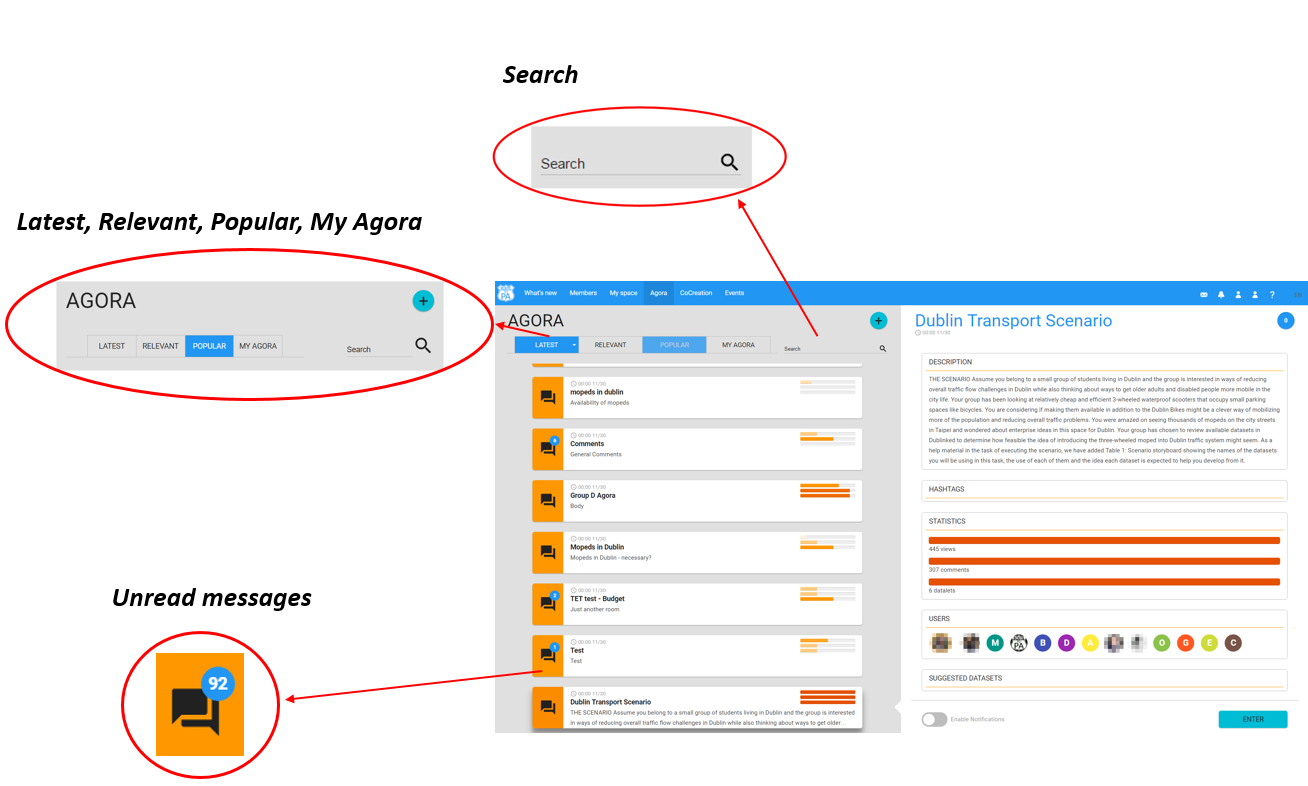 Search
Search
Latest, Relevant, Popular, My Agora
AGORA
+
LATEST RELEVANT POPULAR MY AGORA Search
Unread messages
92
PA What's new Members My space Agora CoCreation Events ?
AGORA +
LATEST RELEVANT POPULAR MY AGORA Search
00:00 11/30
mopeds in dublin
Availability of mopeds
6
00:00 11/30
Comments
General Comments
00:00 11/30
Group D Agora
Body
00:00 11/30
Mopeds in Dublin
Mopeds in Dublin - necessary?
2
00:00 11/30
TET test - Budget
Just another room
1
00:00 11/30
Test
Test
00:00 11/30
Dublin Transport Scenario
THE SCENARIO Assume you belong to a small group of students living in Dublin and the group is interested
in ways of reducing overall traffic flow challenges in Dublin while also thinking about ways to get older...
Dublin Transport Scenario
00:00 11/30
DESCRIPTION
THE SCENARIO Assume you belong to a small group of students living in Dublin and the group is interested in ways of reducing
overall traffic flow challenges in Dublin while also thinking about ways to get older adults and disabled people more mobile in the
city life. Your group has been looking at relatively cheap and efficient 3-wheeled waterproof scooters that occupy small parking
spaces like bicycles. You are considering if making them available in addition to the Dublin Bikes might be a clever way of mobilizing
more of the population and reducing overall traffic problems. You were amazed on seeing thousands of mopeds on the city streets
in Taipei and wondered about enterprise ideas in this space for Dublin. Your group has chosen to review available datasets in
Dublinked to determine how feasible the idea of introducing the three-wheeled moped into Dublin traffic system might seem. As a
help material in the task of executing the scenario, we have added Table 1: Scenario storyboard showing the names of the datasets
you will be using in this task, the use of each of them and the idea each dataset is expected to help you develop from it.
HASHTAGS
STATISTICS
445 views
307 comments
6 datalets
USERS
M PA B D A O G E C
SUGGESTED DATASETS
Enable Notifications ENTER